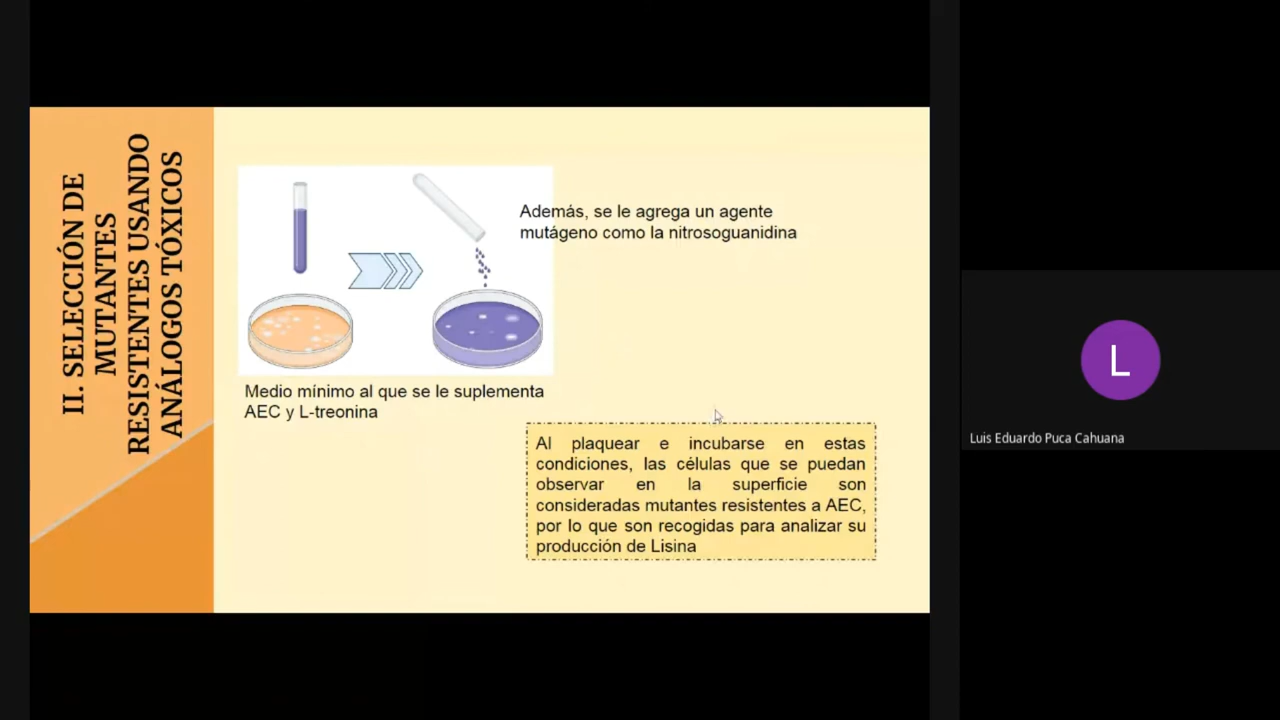 II. SELECCIÓN DE
MUTANTES
RESISTENTES USANDO
ANÁLOGOS TÓXICOS
Además, se le agrega un agente
mutágeno como la nitrosoguanidina
Medio mínimo al que se le suplementa
AEC y L-treonina
Al plaquear e incubarse en estas
condiciones, las células que se puedan
observar en la superficie son
consideradas mutantes resistentes a AEC,
por lo que son recogidas para analizar su
producción de Lisina
L
Luis Eduardo Puca Cahuana